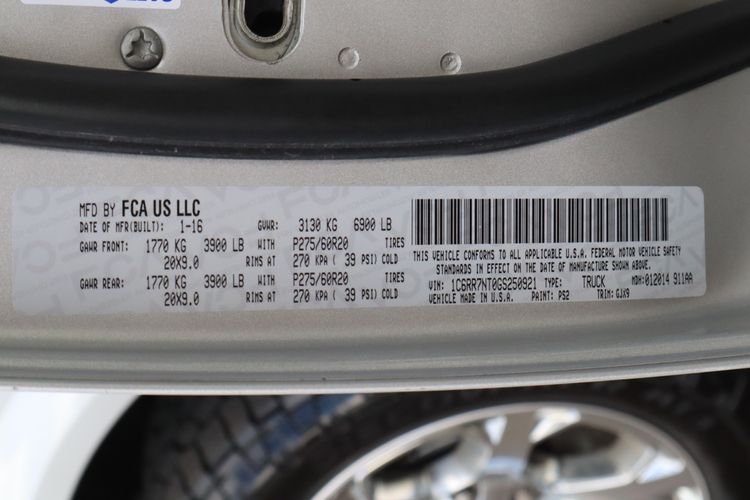 MFD BY FCA US LLC
DATE OF MFR(BUILT): 1-16 GVWR: 3130 KG 6900 LB
GAWR FRONT: 1770 KG 3900 LB WITH P275/60R20 TIRES
20X9.0 RIMS AT 270 KPA ( 39 PSI) COLD
GAWR REAR: 1770 KG 3900 LB WITH P275/60R20 TIRES
20X9.0 RIMS AT 270 KPA ( 39 PSI) COLD
THIS VEHICLE CONFORMS TO ALL APPLICABLE U.S.A. FEDERAL MOTOR VEHICLE SAFETY
STANDARDS IN EFFECT ON THE DATE OF MANUFACTURE SHOWN ABOVE.
VIN: 1C6RR7NT0GS250921 TYPE: TRUCK MDH:012014 911AA
VEHICLE MADE IN U.S.A. PAINT: PS2 TRIM: GJX9